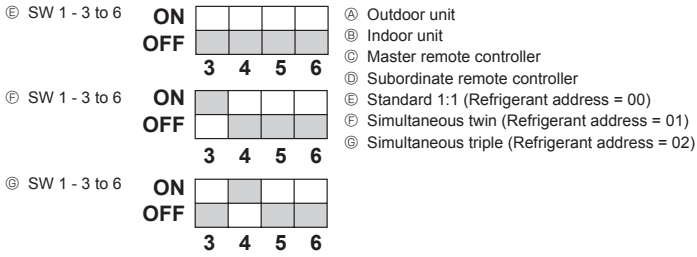 Ⓔ SW 1 - 3 to 6
ON
OFF
3 4 5 6
Ⓕ SW 1 - 3 to 6
ON
OFF
3 4 5 6
Ⓖ SW 1 - 3 to 6
ON
OFF
3 4 5 6
Ⓐ Outdoor unit
Ⓑ Indoor unit
Ⓒ Master remote controller
Ⓓ Subordinate remote controller
Ⓔ Standard 1:1 (Refrigerant address = 00)
Ⓕ Simultaneous twin (Refrigerant address = 01)
Ⓖ Simultaneous triple (Refrigerant address = 02)